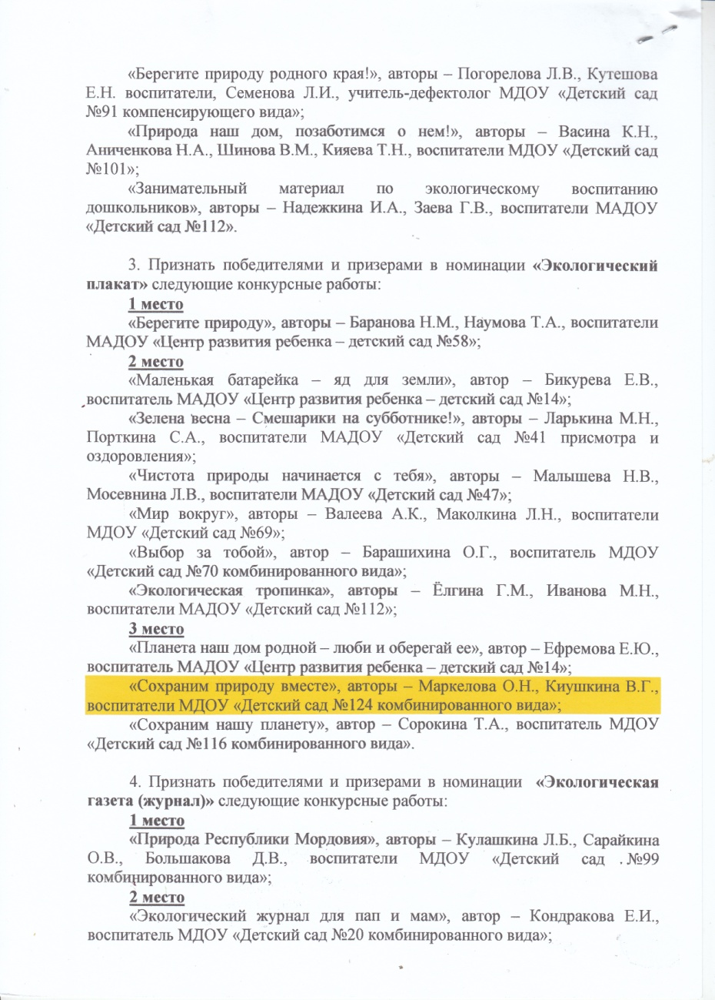 «Берегите природу родного края!», авторы – Погорелова Л.В., Кутешова
Е.Н. воспитатели, Семенова Л.И., учитель-дефектолог МДОУ «Детский сад
№91 компенсирующего вида»;
«Природа наш дом, позаботимся о нем!», авторы – Васина К.Н.,
Аниченкова Н.А., Шинова В.М., Кияева Т.Н., воспитатели МДОУ «Детский сад
№101»;
«Занимательный материал по экологическому воспитанию
дошкольников», авторы – Надежкина И.А., Заева Г.В., воспитатели МАДОУ
«Детский сад №112».
3. Признать победителями и призерами в номинации «Экологический
плакат» следующие конкурсные работы:
1 место
«Берегите природу», авторы – Баранова Н.М., Наумова Т.А., воспитатели
МАДОУ «Центр развития ребенка – детский сад №58»;
2 место
«Маленькая батарейка – яд для земли», автор – Бикурева Е.В.,
воспитатель МАДОУ «Центр развития ребенка – детский сад №14»;
«Зелена весна – Смешарики на субботнике!», авторы – Ларькина М.Н.,
Порткина С.А., воспитатели МАДОУ «Детский сад №41 присмотра и
оздоровления»;
«Чистота природы начинается с тебя», авторы – Малышева Н.В.,
Мосевнина Л.В., воспитатели МАДОУ «Детский сад №47»;
«Мир вокруг», авторы – Валеева А.К., Маколкина Л.Н., воспитатели
МДОУ «Детский сад №69»;
«Выбор за тобой», автор – Барашихина О.Г., воспитатель МДОУ
«Детский сад №70 комбинированного вида»;
«Экологическая тропинка», авторы – Ёлгина Г.М., Иванова М.Н.,
воспитатели МАДОУ «Детский сад №112»;
3 место
«Планета наш дом родной – люби и оберегай ее», автор – Ефремова Е.Ю.,
воспитатель МАДОУ «Центр развития ребенка – детский сад №14»;
«Сохраним природу вместе», авторы – Маркелова О.Н., Киушкина В.Г.,
воспитатели МДОУ «Детский сад №124 комбинированного вида»;
«Сохраним нашу планету», автор – Сорокина Т.А., воспитатель МДОУ
«Детский сад №116 комбинированного вида».
4. Признать победителями и призерами в номинации «Экологическая
газета (журнал)» следующие конкурсные работы:
1 место
«Природа Республики Мордовия», авторы – Кулашкина Л.Б., Сарайкина
О.В., Большакова Д.В., воспитатели МДОУ «Детский сад №99
комбинированного вида»;
2 место
«Экологический журнал для пап и мам», автор – Кондракова Е.И.,
воспитатель МДОУ «Детский сад №20 комбинированного вида»;